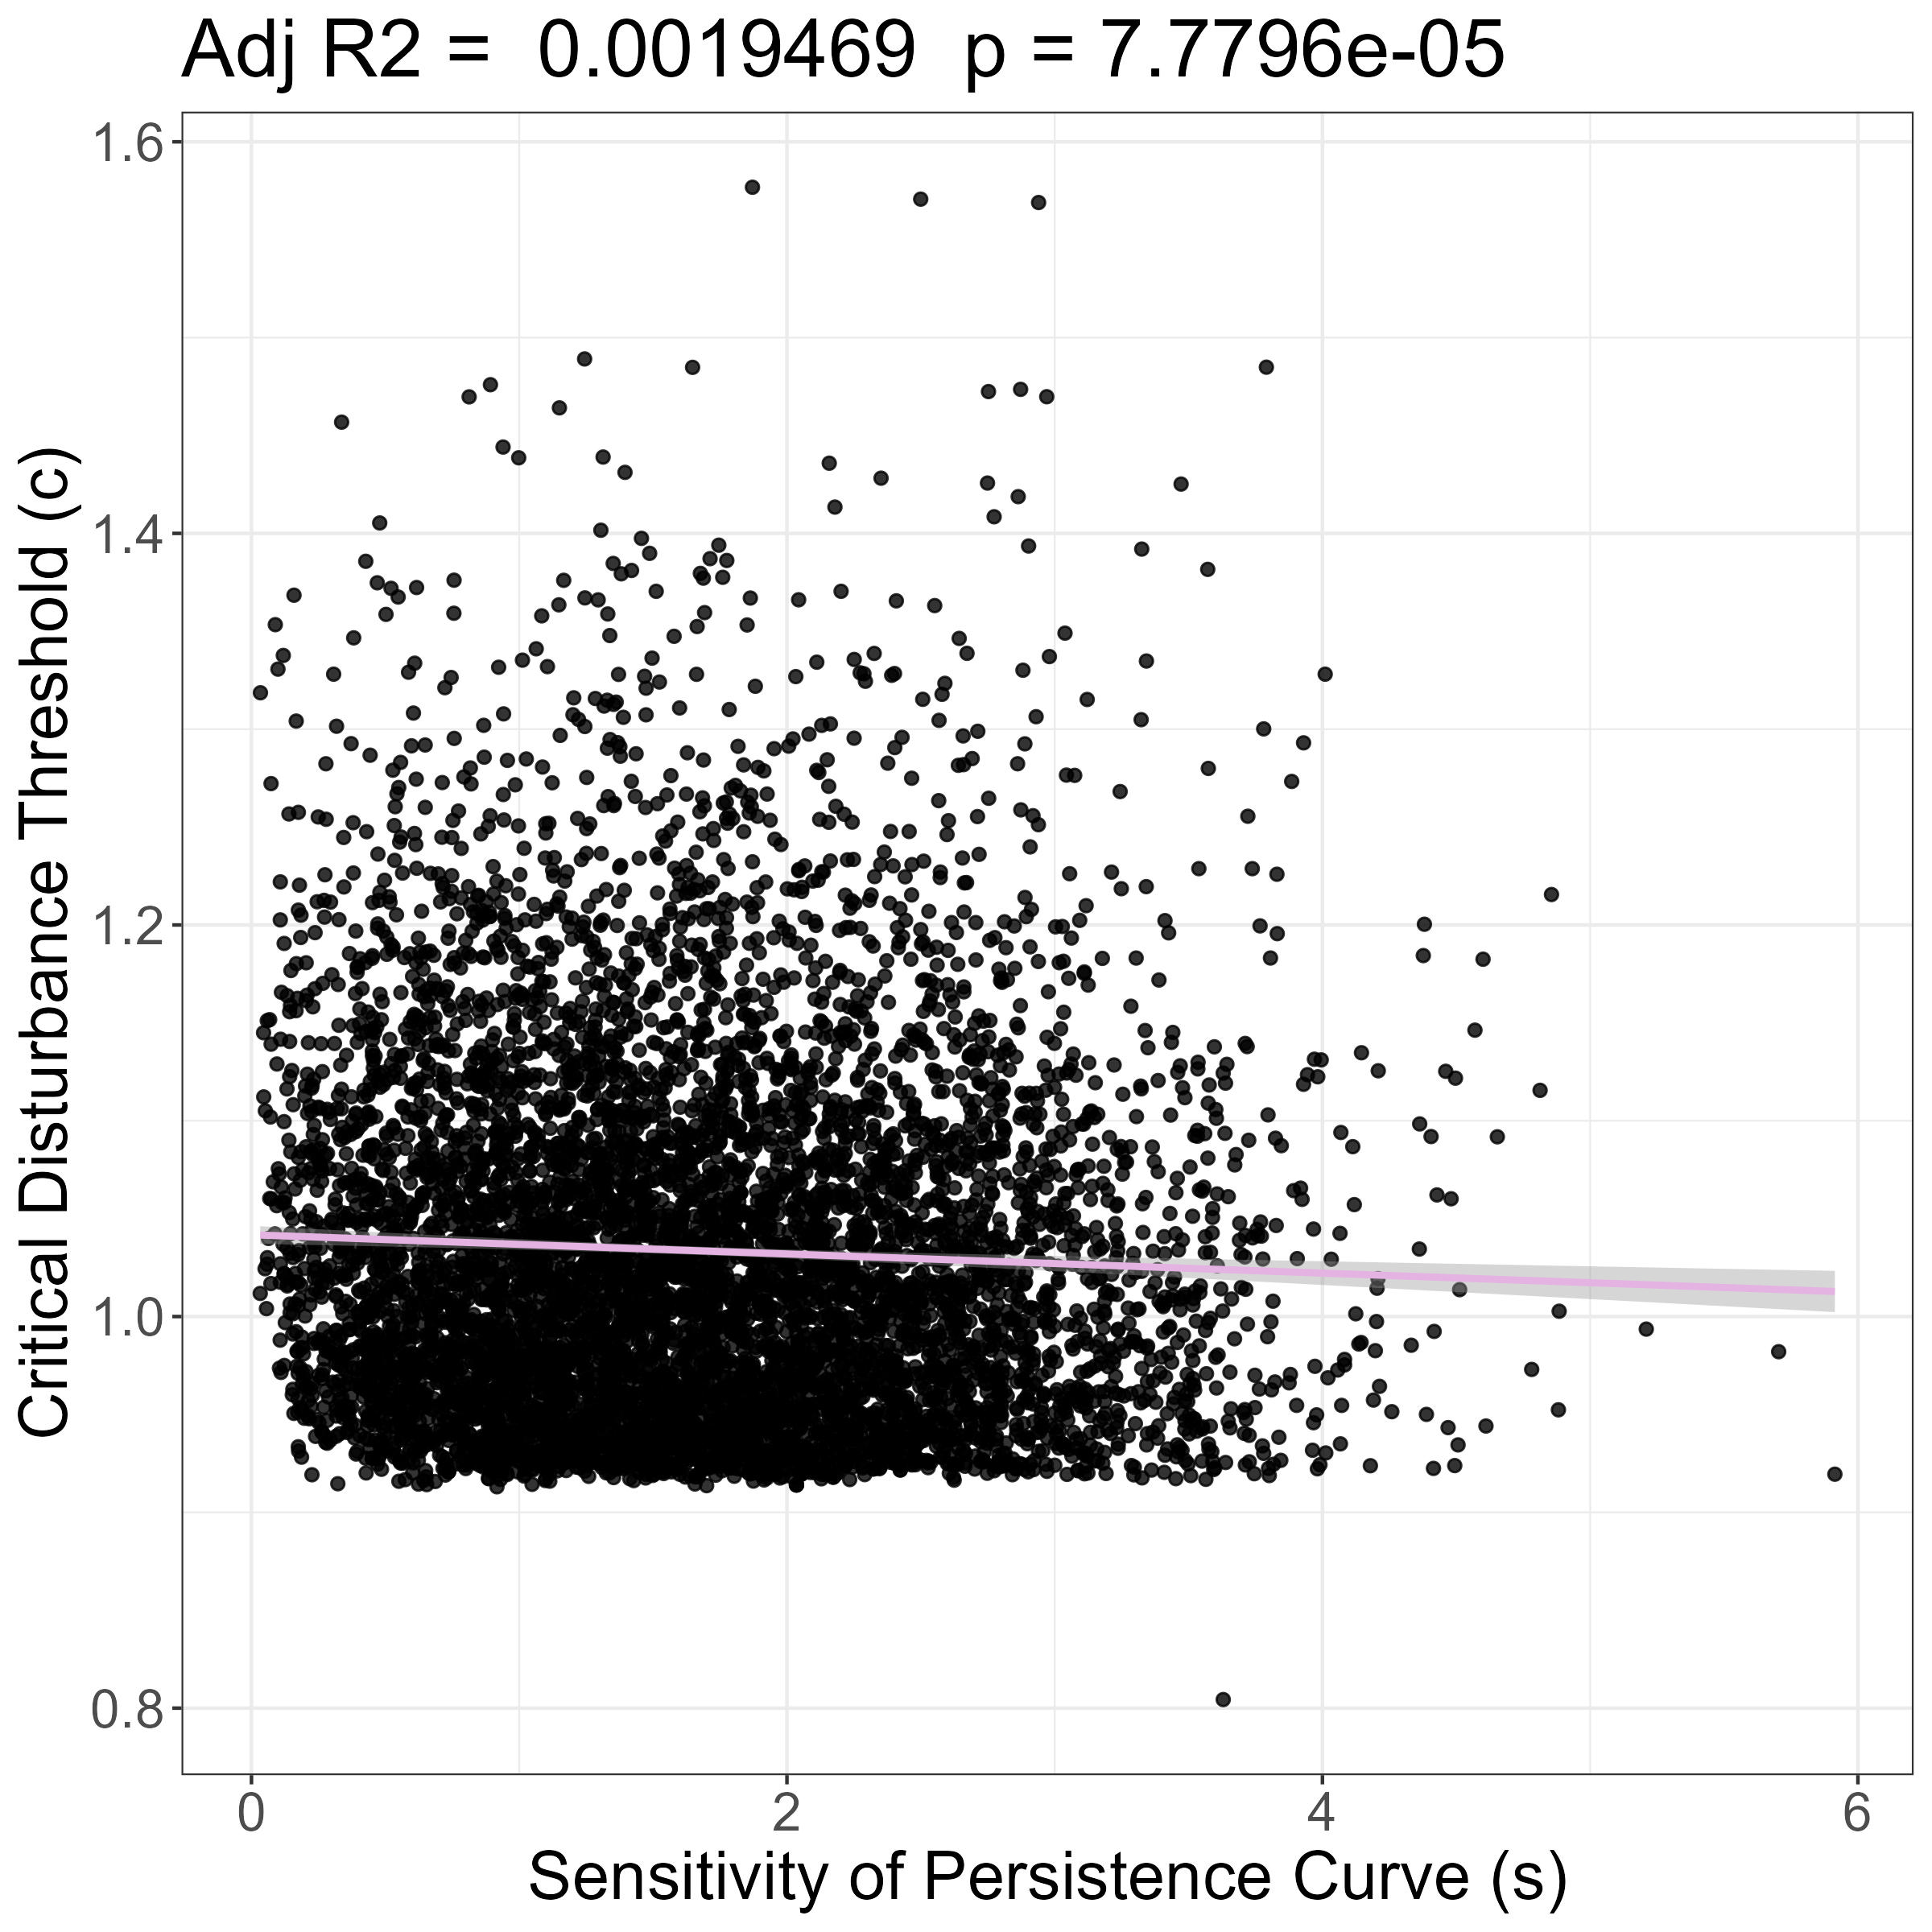 Adj R2 = 0.0019469 p = 7.7796e-05
1.6
1.4
1.2
1.0
0.8
Critical Disturbance Threshold (c)
0 2 4 6
Sensitivity of Persistence Curve (s)